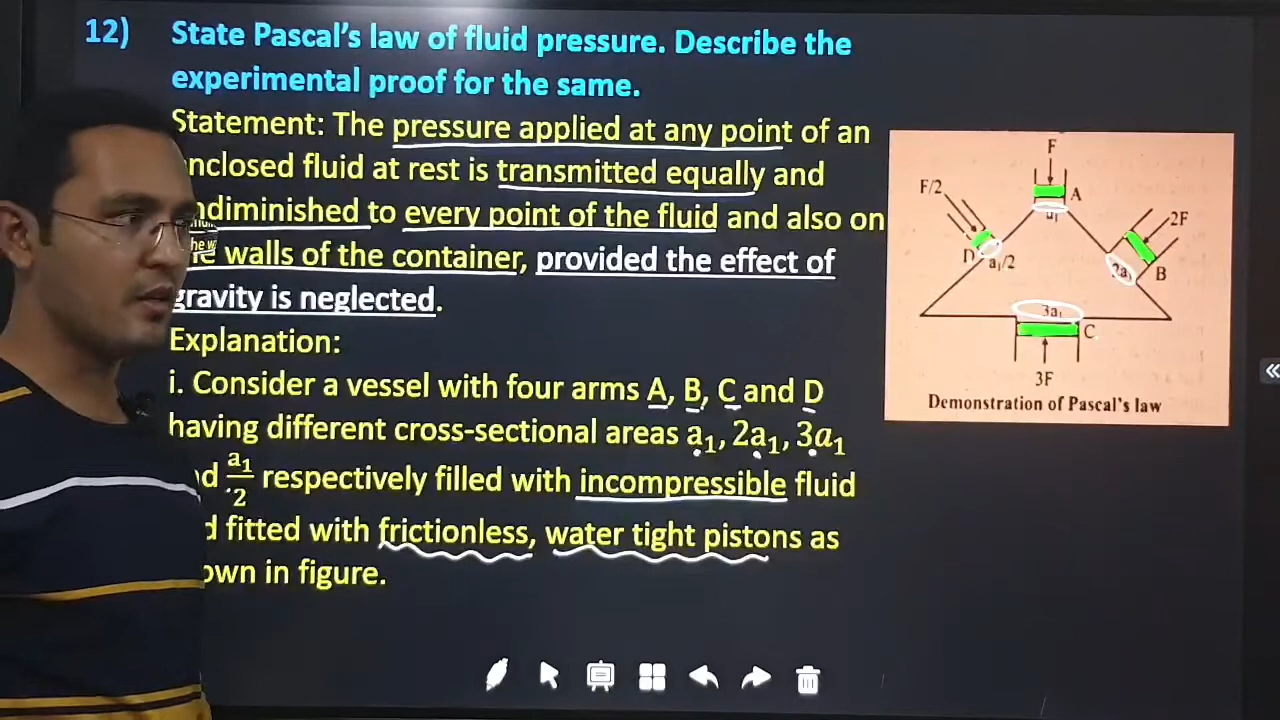 12) State Pascal's law of fluid pressure. Describe the
experimental proof for the same.
Statement: The pressure applied at any point of an
nclosed fluid at rest is transmitted equally and
ndiminished to every point of the fluid and also on
walls of the container, provided the effect of
gravity is neglected.
Explanation:
i. Consider a vessel with four arms A, B, C and D
having different cross-sectional areas a₁, 2a₁, 3a₁
d a₁/2 respectively filled with incompressible fluid
d fitted with frictionless, water tight pistons as
own in figure.
F
A
a₁
F/2
D
a₁/2
2F
B
2a₁
3a₁
C
3F
Demonstration of Pascal's law